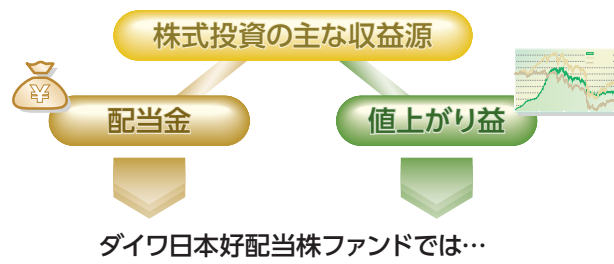 株式投資の主な収益源
¥
配当金
値上がり益
ダイワ日本好配当株ファンドでは…